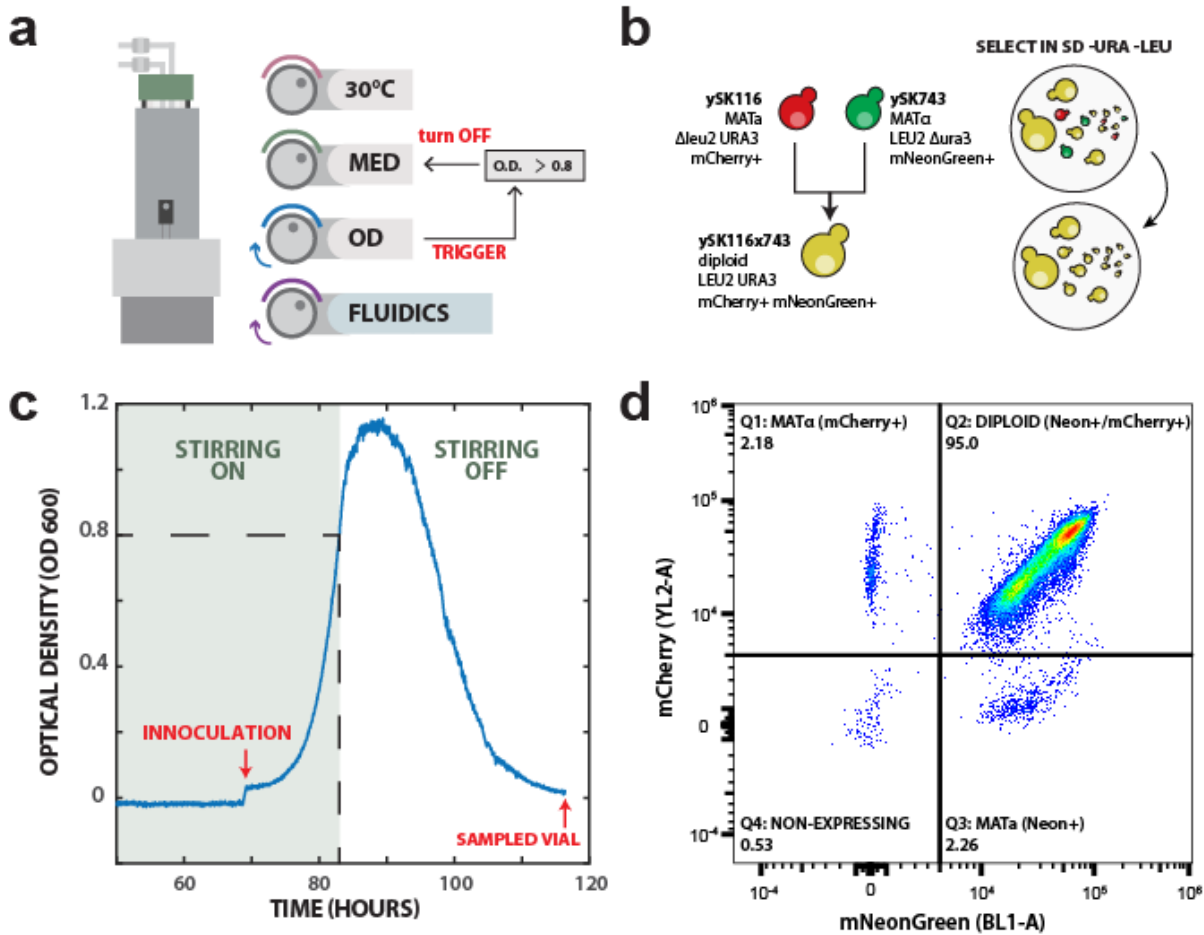 a
30°C
MED
turn OFF
O.D. > 0.8
OD
TRIGGER
FLUIDICS
b
SELECT IN SD -URA -LEU
ySK116
MATa
Δleu2 URA3
mCherry+
ySK743
MATα
LEU2 Δura3
mNeonGreen+
ySK116x743
diploid
LEU2 URA3
mCherry+ mNeonGreen+
c
OPTICAL DENSITY (OD 600)
1.2
0.8
0.4
0
STIRRING
ON
STIRRING
OFF
INNOCULATION
SAMPLED VIAL
60
80
100
120
TIME (HOURS)
d
mCherry (YL2-A)
10^6
10^5
10^4
0
10^-4
Q1: MATα (mCherry+)
2.18
Q2: DIPLOID (Neon+/mCherry+)
95.0
Q4: NON-EXPRESSING
0.53
Q3: MATa (Neon+)
2.26
10^-4
0
10^4
10^5
10^6
mNeonGreen (BL1-A)